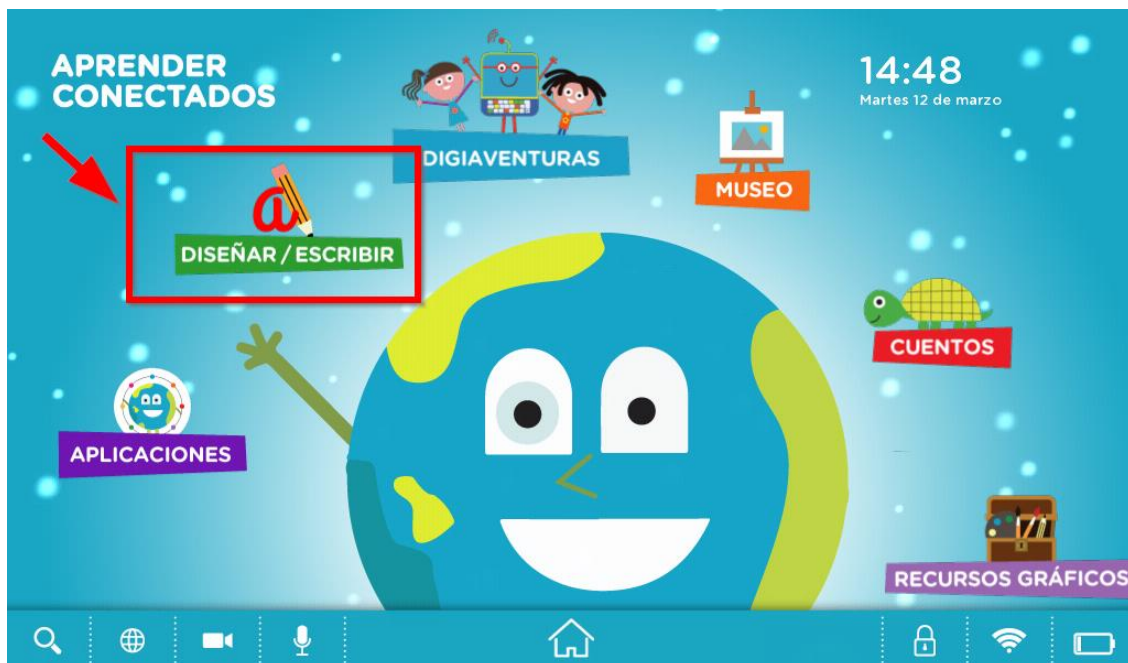 APRENDER
CONECTADOS
14:48
Martes 12 de marzo
DIGIAVENTURAS
MUSEO
@
DISEÑAR / ESCRIBIR
CUENTOS
APLICACIONES
RECURSOS GRÁFICOS